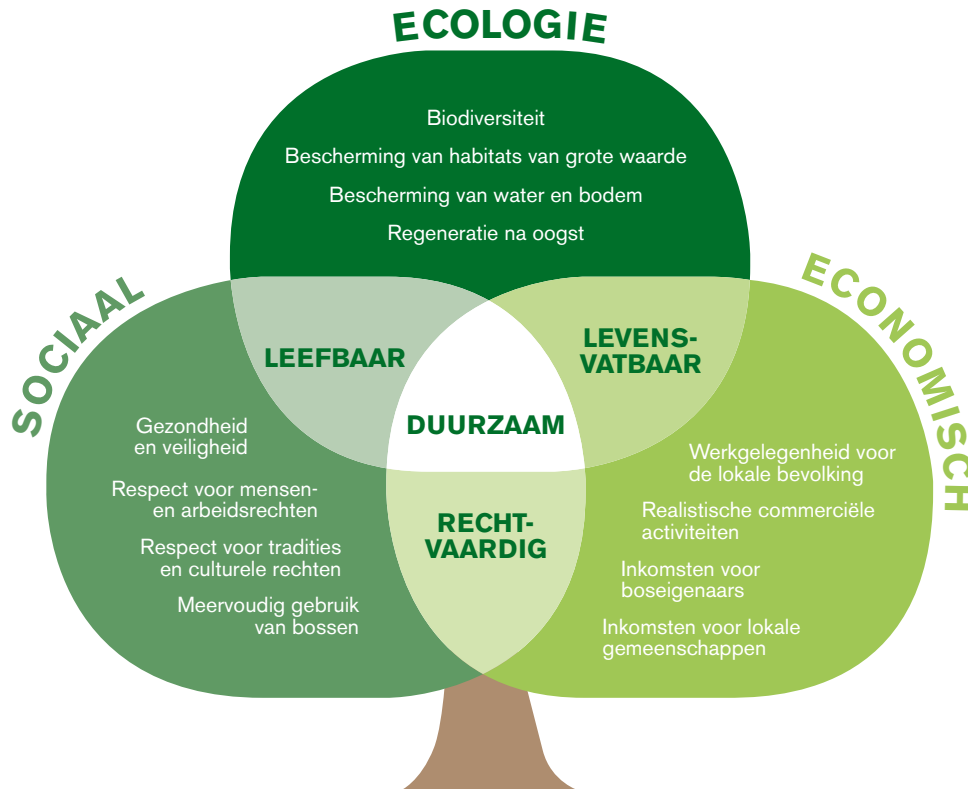 ECOLOGIE
Biodiversiteit
Bescherming van habitats van grote waarde
Bescherming van water en bodem
Regeneratie na oogst
SOCIAAL
ECONOMISCH
LEEFBAAR
LEVENS-
VATBAAR
DUURZAAM
RECHT-
VAARDIG
Gezondheid
en veiligheid
Respect voor mensen-
en arbeidsrechten
Respect voor tradities
en culturele rechten
Meervoudig gebruik
van bossen
Werkgelegenheid voor
de lokale bevolking
Realistische commerciële
activiteiten
Inkomsten voor
boseigenaars
Inkomsten voor lokale
gemeenschappen